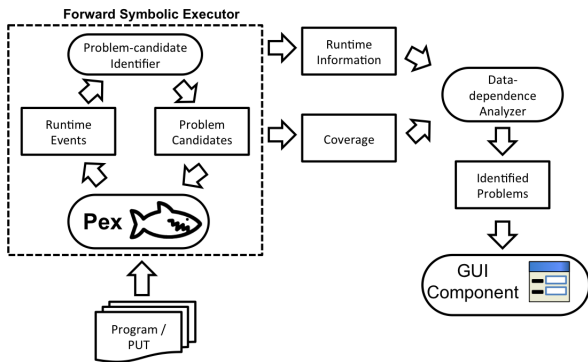 Forward Symbolic Executor
Problem-candidate
Identifier
Runtime
Events
Problem
Candidates
Pex
Program /
PUT
Runtime
Information
Coverage
Data-
dependence
Analyzer
Identified
Problems
GUI
Component